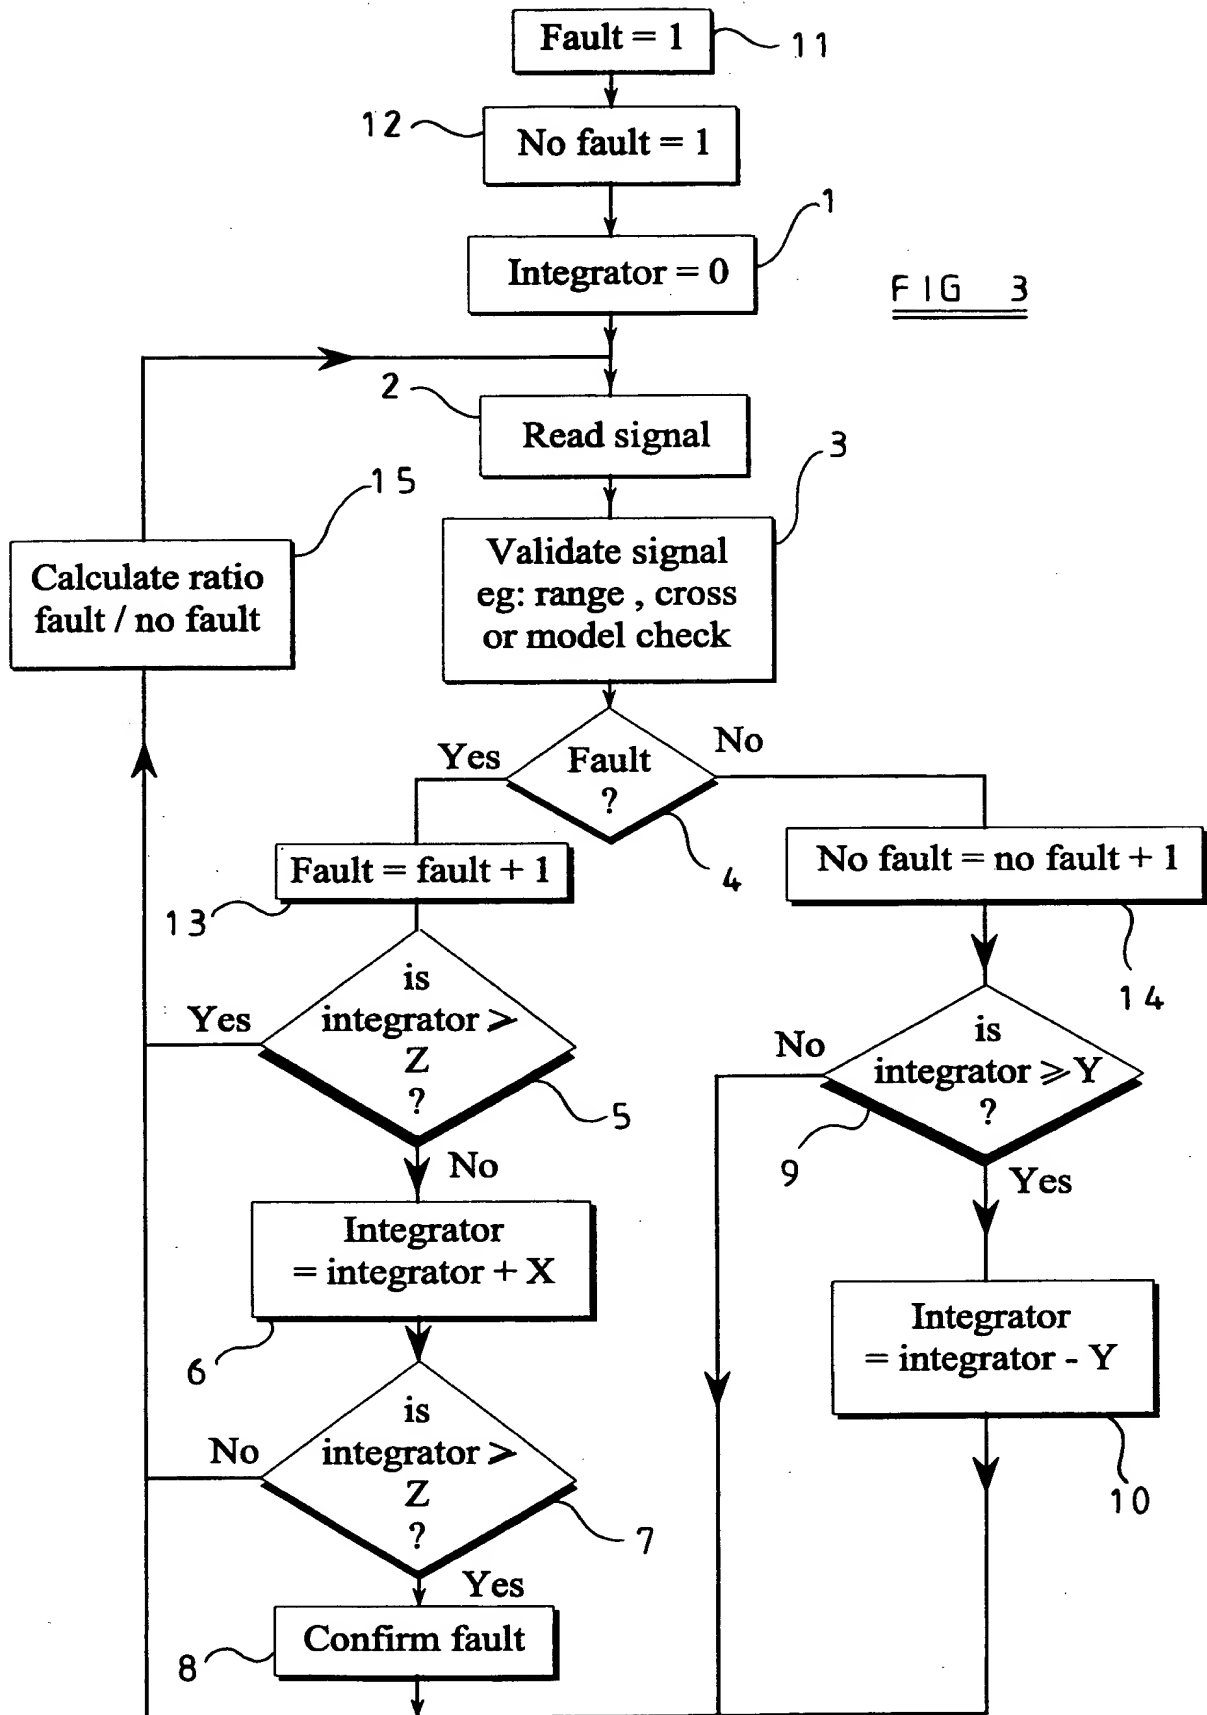 Fault = 1
11
12
No fault = 1
1
Integrator = 0
FIG 3
2
Read signal
3
15
Validate signal
eg: range , cross
or model check
Calculate ratio
fault / no fault
Yes
Fault
?
No
4
Fault = fault + 1
13
No fault = no fault + 1
14
is
integrator ⩾
Z
?
Yes
5
No
is
integrator ⩾ Y
?
No
9
Yes
Integrator
= integrator + X
6
Integrator
= integrator - Y
10
is
integrator ⩾
Z
?
No
7
Yes
Confirm fault
8